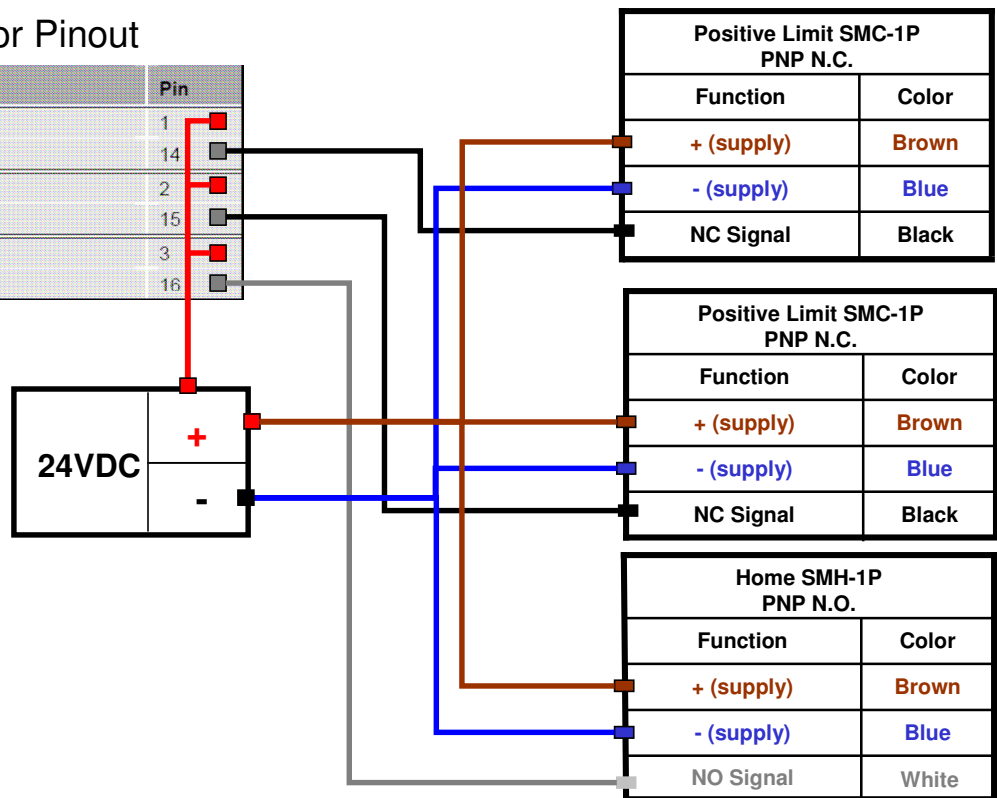 or Pinout
Pin
1
14
2
15
3
16
24VDC
+
-
Positive Limit SMC-1P
PNP N.C.
Function Color
+ (supply) Brown
- (supply) Blue
NC Signal Black
Positive Limit SMC-1P
PNP N.C.
Function Color
+ (supply) Brown
- (supply) Blue
NC Signal Black
Home SMH-1P
PNP N.O.
Function Color
+ (supply) Brown
- (supply) Blue
NO Signal White